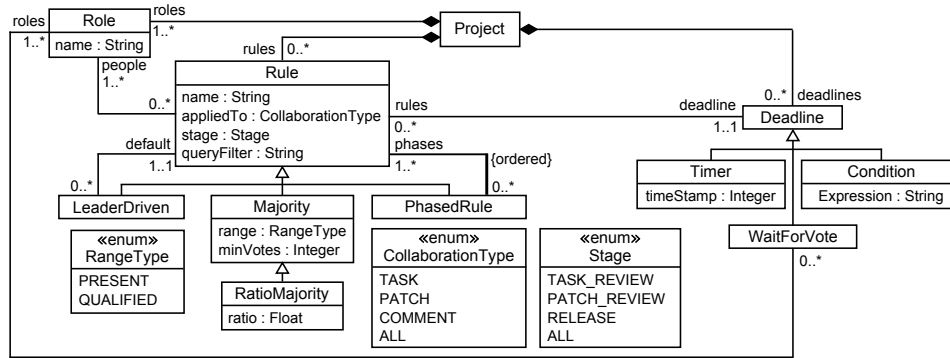 roles
Role
roles
1..*
1..*
name : String
Project
people
1..*
rules
0..*
Rule
0..*
name : String
appliedTo : CollaborationType
stage : Stage
queryFilter : String
rules
0..*
deadline
1..1
0..*
deadlines
Deadline
default
1..1
phases
1..*
{ordered}
0..*
0..*
Timer
timeStamp : Integer
Condition
Expression : String
LeaderDriven
Majority
range : RangeType
minVotes : Integer
PhasedRule
WaitForVote
0..*
«enum»
RangeType
PRESENT
QUALIFIED
RatioMajority
ratio : Float
«enum»
CollaborationType
TASK
PATCH
COMMENT
ALL
«enum»
Stage
TASK_REVIEW
PATCH_REVIEW
RELEASE
ALL